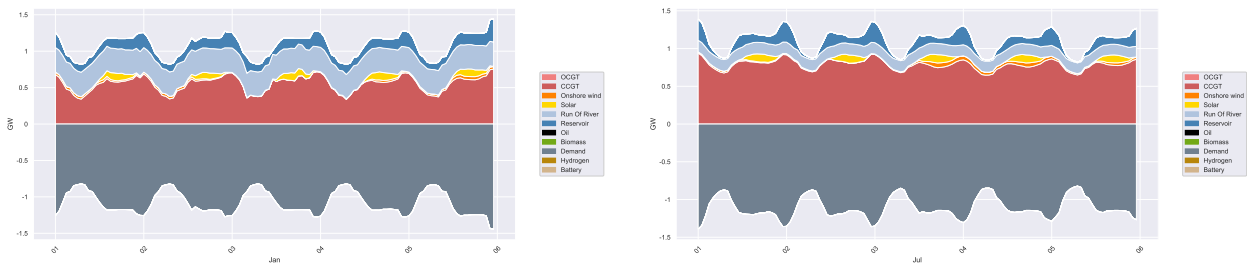 1.5
1
0.5
0
-0.5
-1
-1.5
GW
01
02
03
04
05
06
Jan
OCGT
CCGT
Onshore wind
Solar
Run Of River
Reservoir
Oil
Biomass
Demand
Hydrogen
Battery
1.5
1
0.5
0
-0.5
-1
-1.5
GW
01
02
03
04
05
06
Jul
OCGT
CCGT
Onshore wind
Solar
Run Of River
Reservoir
Oil
Biomass
Demand
Hydrogen
Battery